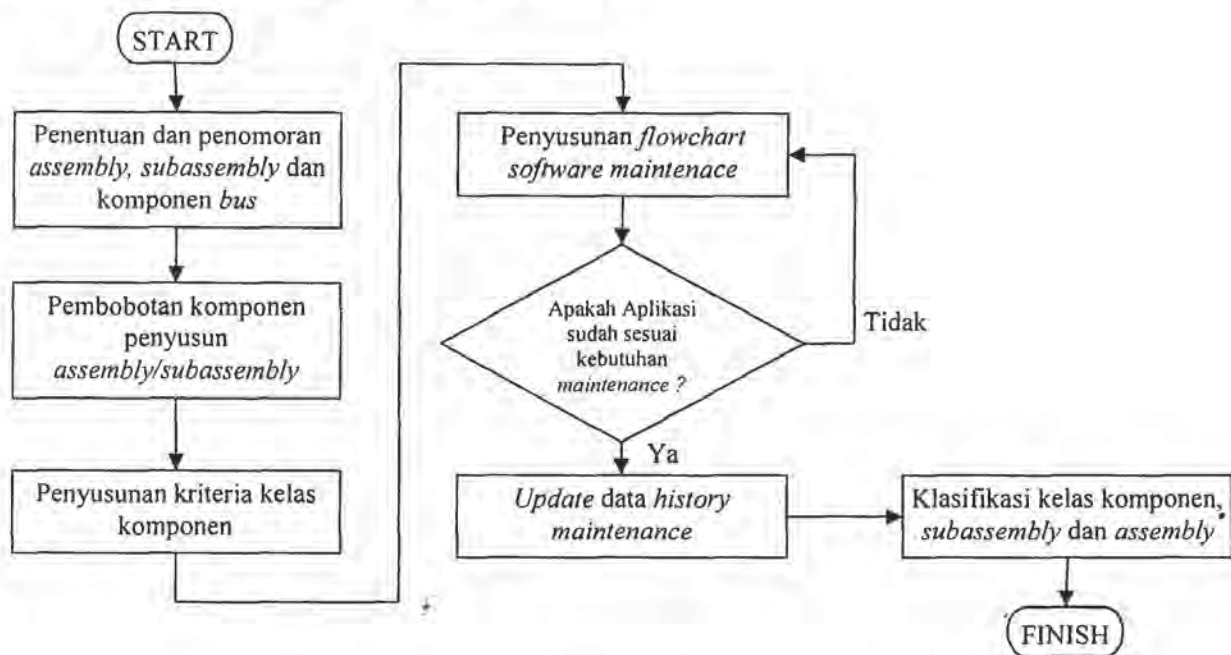 START
Penentuan dan penomoran
assembly, subassembly dan
komponen bus
Pembobotan komponen
penyusun
assembly/subassembly
Penyusunan kriteria kelas
komponen
Penyusunan flowchart
software maintenace
Apakah Aplikasi
sudah sesuai
kebutuhan
maintenance ?
Tidak
Ya
Update data history
maintenance
Klasifikasi kelas komponen,
subassembly dan assembly
FINISH